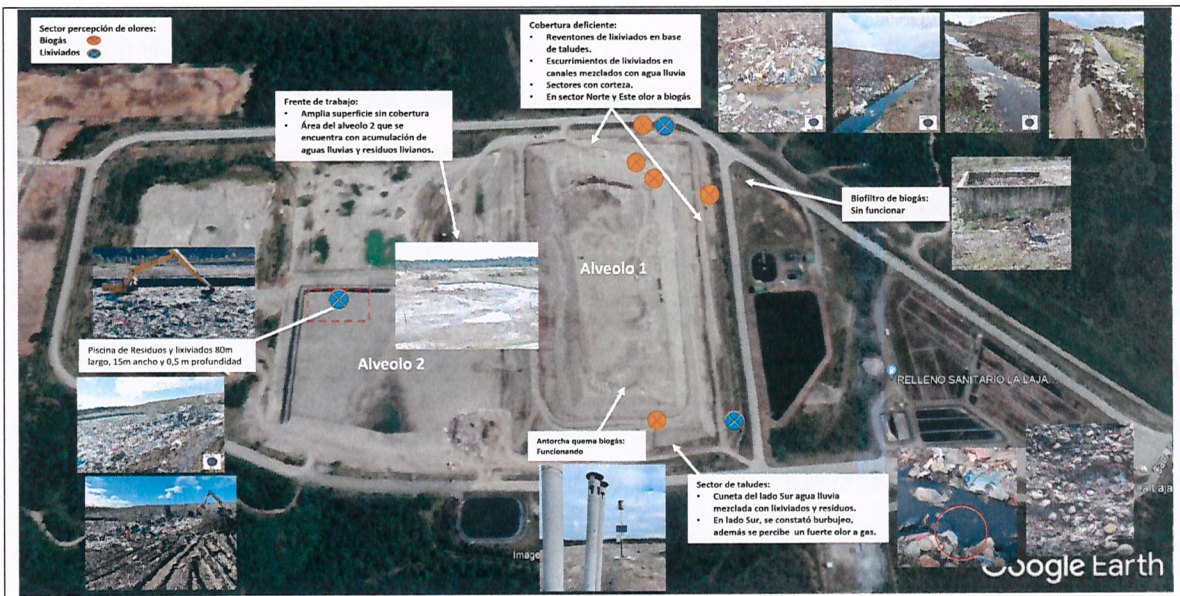 Sector percepción de olores:
Biogás
Lixiviados
Cobertura deficiente:
• Reventones de lixiviados en base
de taludes.
• Escurrimientos de lixiviados en
canales mezclados con agua lluvia
• Sectores con corteza.
• En sector Norte y Este olor a biogás
Frente de trabajo:
• Amplia superficie sin cobertura
• Área del alveolo 2 que se
encuentra con acumulación de
aguas lluvias y residuos livianos.
Biofiltro de biogás:
Sin funcionar
Alveolo 1
Alveolo 2
Piscina de Residuos y lixiviados 80m
largo, 15m ancho y 0,5 m profundidad
RELLENO SANITARIO LA LAJA...
Antorcha quema biogás:
Funcionando
Sector de taludes:
• Cuneta del lado Sur agua lluvia
mezclada con lixiviados y residuos.
• En lado Sur, se constató burbujeo,
además se percibe un fuerte olor a gas.
a Laja
Image
Google Earth